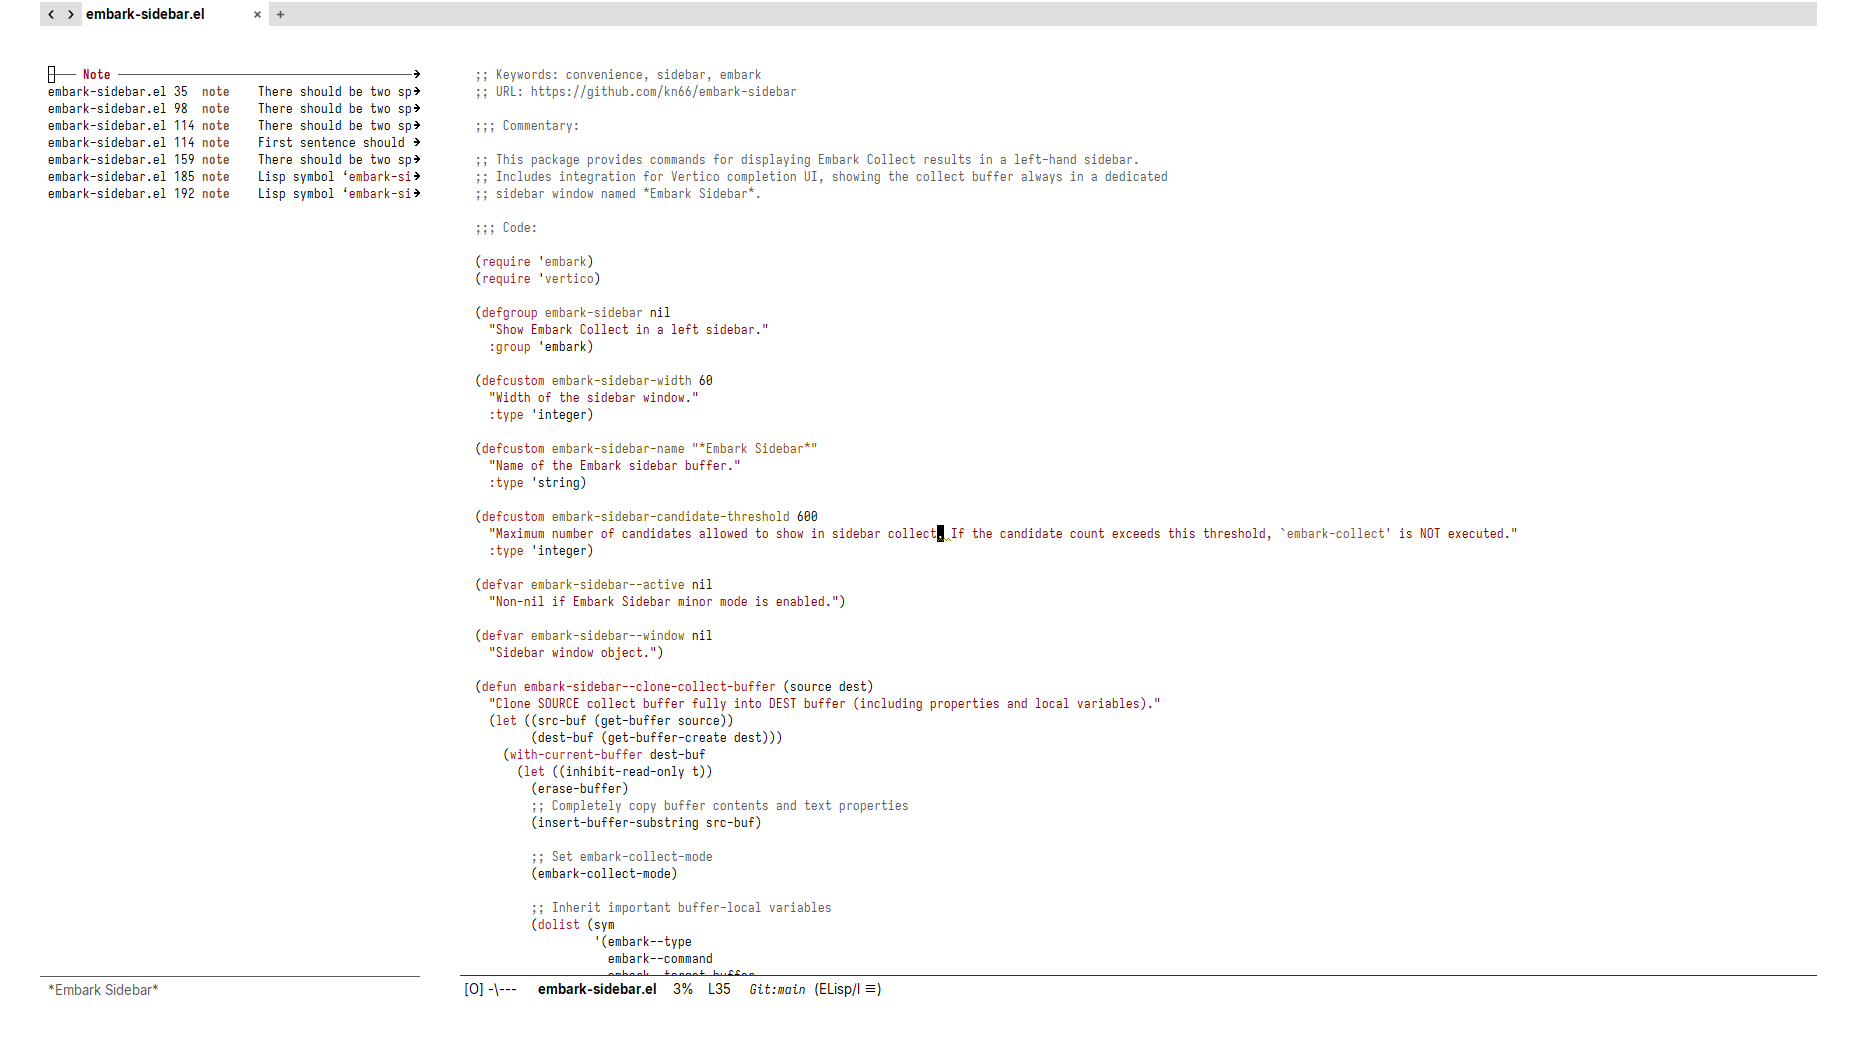 embark-sidebar.el × +
Note
embark-sidebar.el 35 note There should be two sp
embark-sidebar.el 98 note There should be two sp
embark-sidebar.el 114 note There should be two sp
embark-sidebar.el 114 note First sentence should
embark-sidebar.el 159 note There should be two sp
embark-sidebar.el 185 note Lisp symbol ‘embark-si
embark-sidebar.el 192 note Lisp symbol ‘embark-si
*Embark Sidebar*
;; Keywords: convenience, sidebar, embark
;; URL: https://github.com/kn66/embark-sidebar
;;; Commentary:
;; This package provides commands for displaying Embark Collect results in a left-hand sidebar.
;; Includes integration for Vertico completion UI, showing the collect buffer always in a dedicated
;; sidebar window named *Embark Sidebar*.
;;; Code:
(require 'embark)
(require 'vertico)
(defgroup embark-sidebar nil
  "Show Embark Collect in a left sidebar."
  :group 'embark)
(defcustom embark-sidebar-width 60
  "Width of the sidebar window."
  :type 'integer)
(defcustom embark-sidebar-name "*Embark Sidebar*"
  "Name of the Embark sidebar buffer."
  :type 'string)
(defcustom embark-sidebar-candidate-threshold 600
  "Maximum number of candidates allowed to show in sidebar collect. If the candidate count exceeds this threshold, `embark-collect' is NOT executed."
  :type 'integer)
(defvar embark-sidebar--active nil
  "Non-nil if Embark Sidebar minor mode is enabled.")
(defvar embark-sidebar--window nil
  "Sidebar window object.")
(defun embark-sidebar--clone-collect-buffer (source dest)
  "Clone SOURCE collect buffer fully into DEST buffer (including properties and local variables)."
  (let ((src-buf (get-buffer source))
        (dest-buf (get-buffer-create dest)))
    (with-current-buffer dest-buf
      (let ((inhibit-read-only t))
        (erase-buffer)
        ;; Completely copy buffer contents and text properties
        (insert-buffer-substring src-buf)
        ;; Set embark-collect-mode
        (embark-collect-mode)
        ;; Inherit important buffer-local variables
        (dolist (sym
                 '(embark--type
                   embark--command
                   embark--target-buffer
[O] -\--- embark-sidebar.el 3% L35 Git:main (ELisp/l ≡)